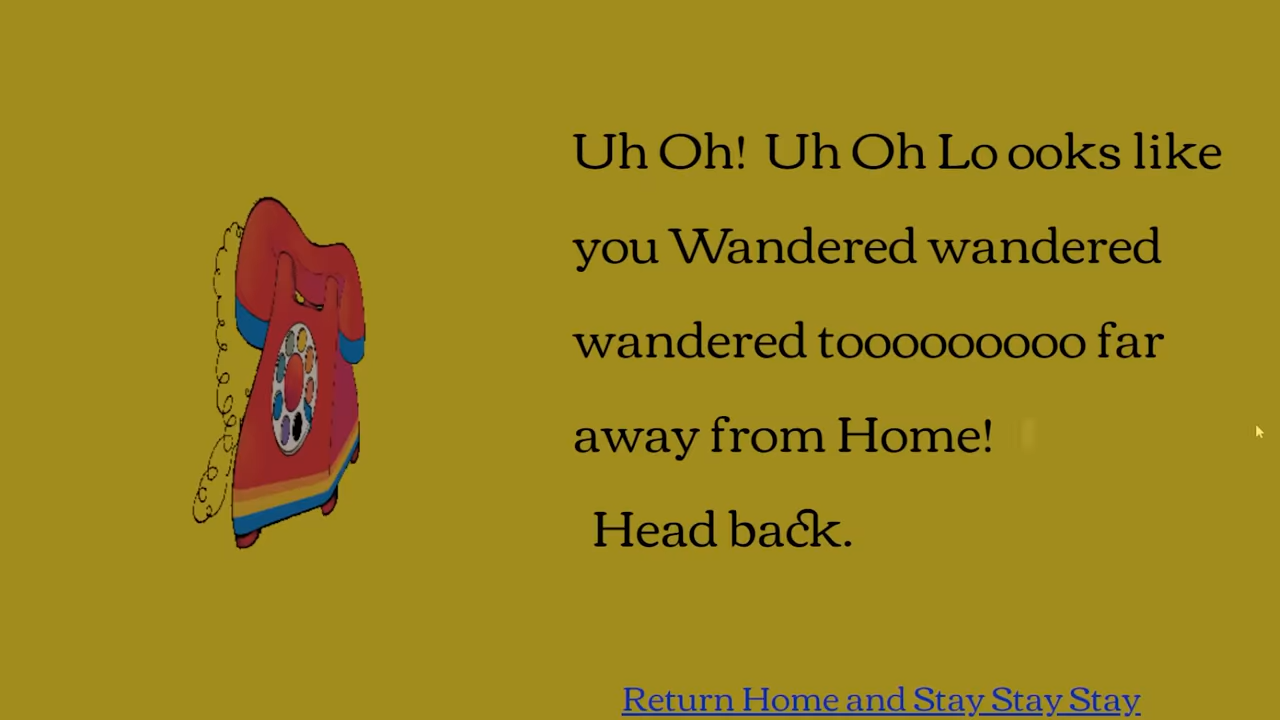 Uh Oh! Uh Oh Lo ooks like
you Wandered wandered
wandered tooooooooo far
away from Home!
Head back.
Return Home and Stay Stay Stay